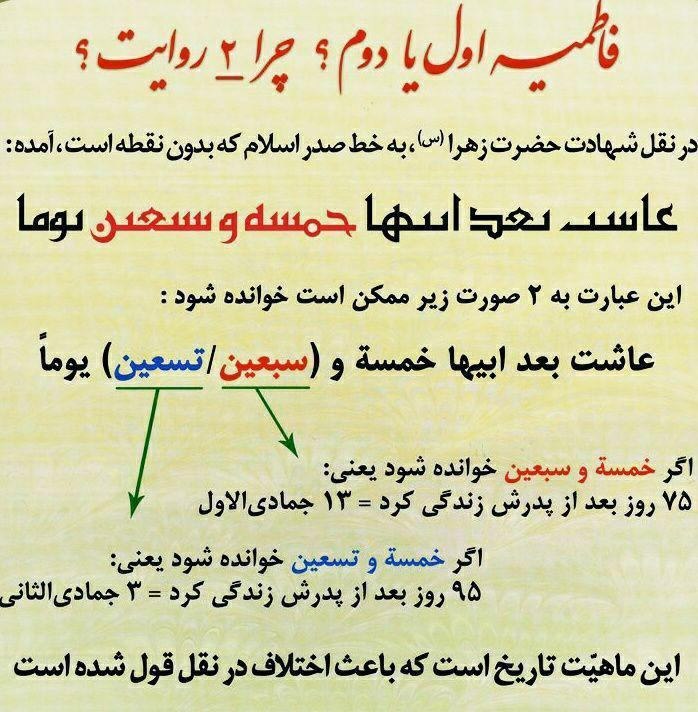 فاطمیه اول یا دوم؟ چرا ۲ روایت؟
در نقل شهادت حضرت زهرا (س)، به خط صدر اسلام که بدون نقطه است، آمده:
عاسٮ ٮعد اٮٮها حمسه و سٮعٮں ٮوما
این عبارت به ۲ صورت زیر ممکن است خوانده شود :
عاشت بعد ابیها خمسة و (سبعین/تسعین) یوماً
اگر خمسة و سبعین خوانده شود یعنی:
۷۵ روز بعد از پدرش زندگی کرد = ۱۳ جمادی‌الاول
اگر خمسة و تسعین خوانده شود یعنی:
۹۵ روز بعد از پدرش زندگی کرد = ۳ جمادی‌الثانی
این ماهیّت تاریخ است که باعث اختلاف در نقل قول شده است